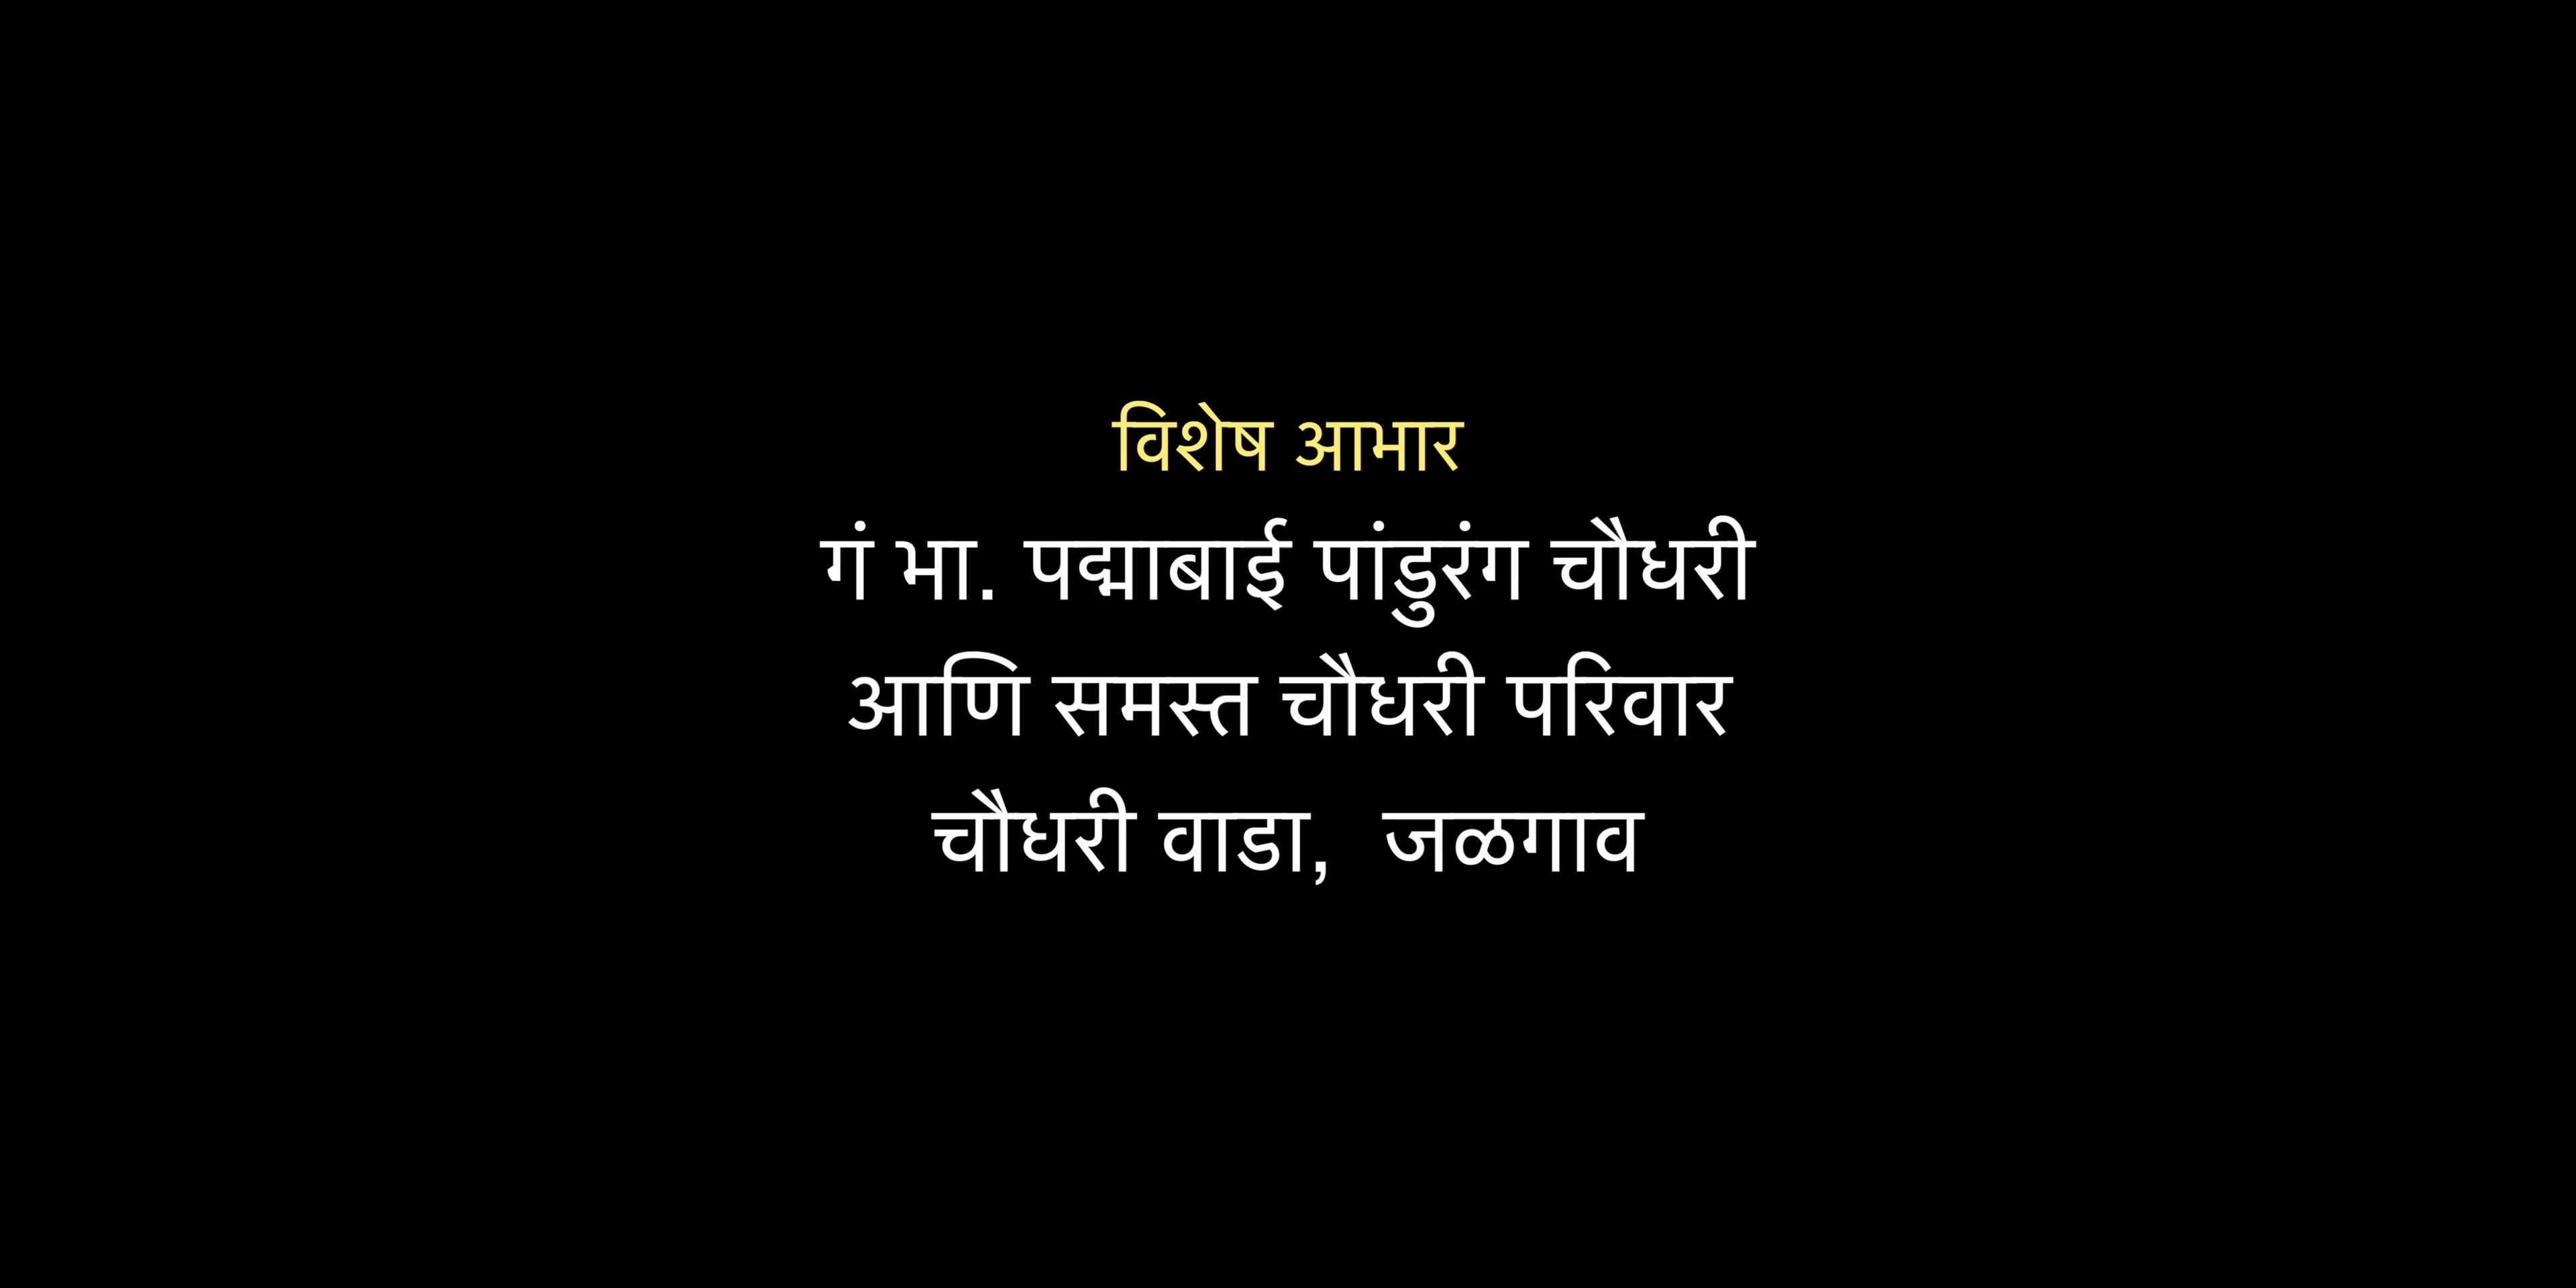 विशेष आभार
गं भा. पद्माबाई पांडुरंग चौधरी
आणि समस्त चौधरी परिवार
चौधरी वाडा, जळगाव